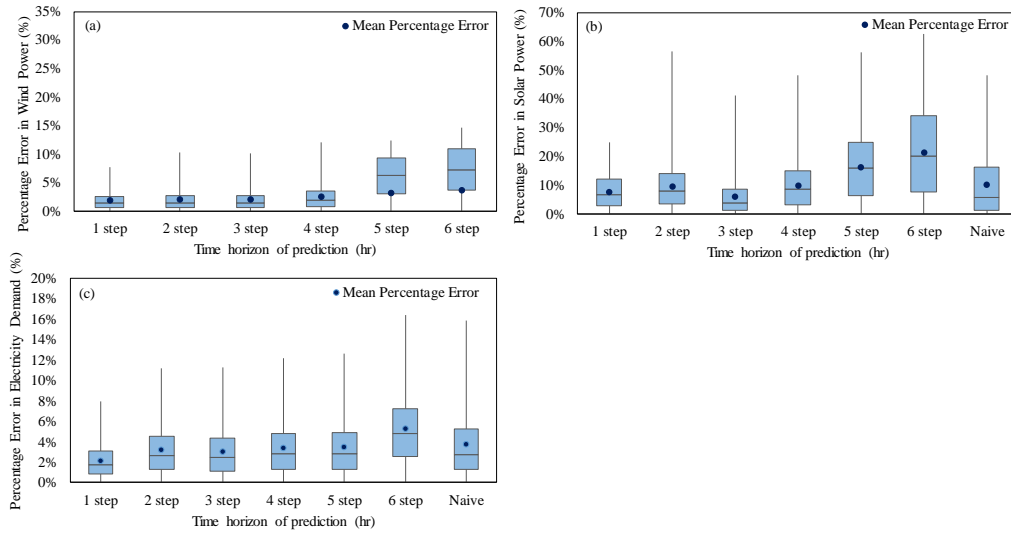 (a)
Mean Percentage Error
Percentage Error in Wind Power (%)
35%
30%
25%
20%
15%
10%
5%
0%
1 step 2 step 3 step 4 step 5 step 6 step
Time horizon of prediction (hr)
(b)
Mean Percentage Error
Percentage Error in Solar Power (%)
70%
60%
50%
40%
30%
20%
10%
0%
1 step 2 step 3 step 4 step 5 step 6 step Naive
Time horizon of prediction (hr)
(c)
Mean Percentage Error
Percentage Error in Electricity Demand (%)
20%
18%
16%
14%
12%
10%
8%
6%
4%
2%
0%
1 step 2 step 3 step 4 step 5 step 6 step Naive
Time horizon of prediction (hr)